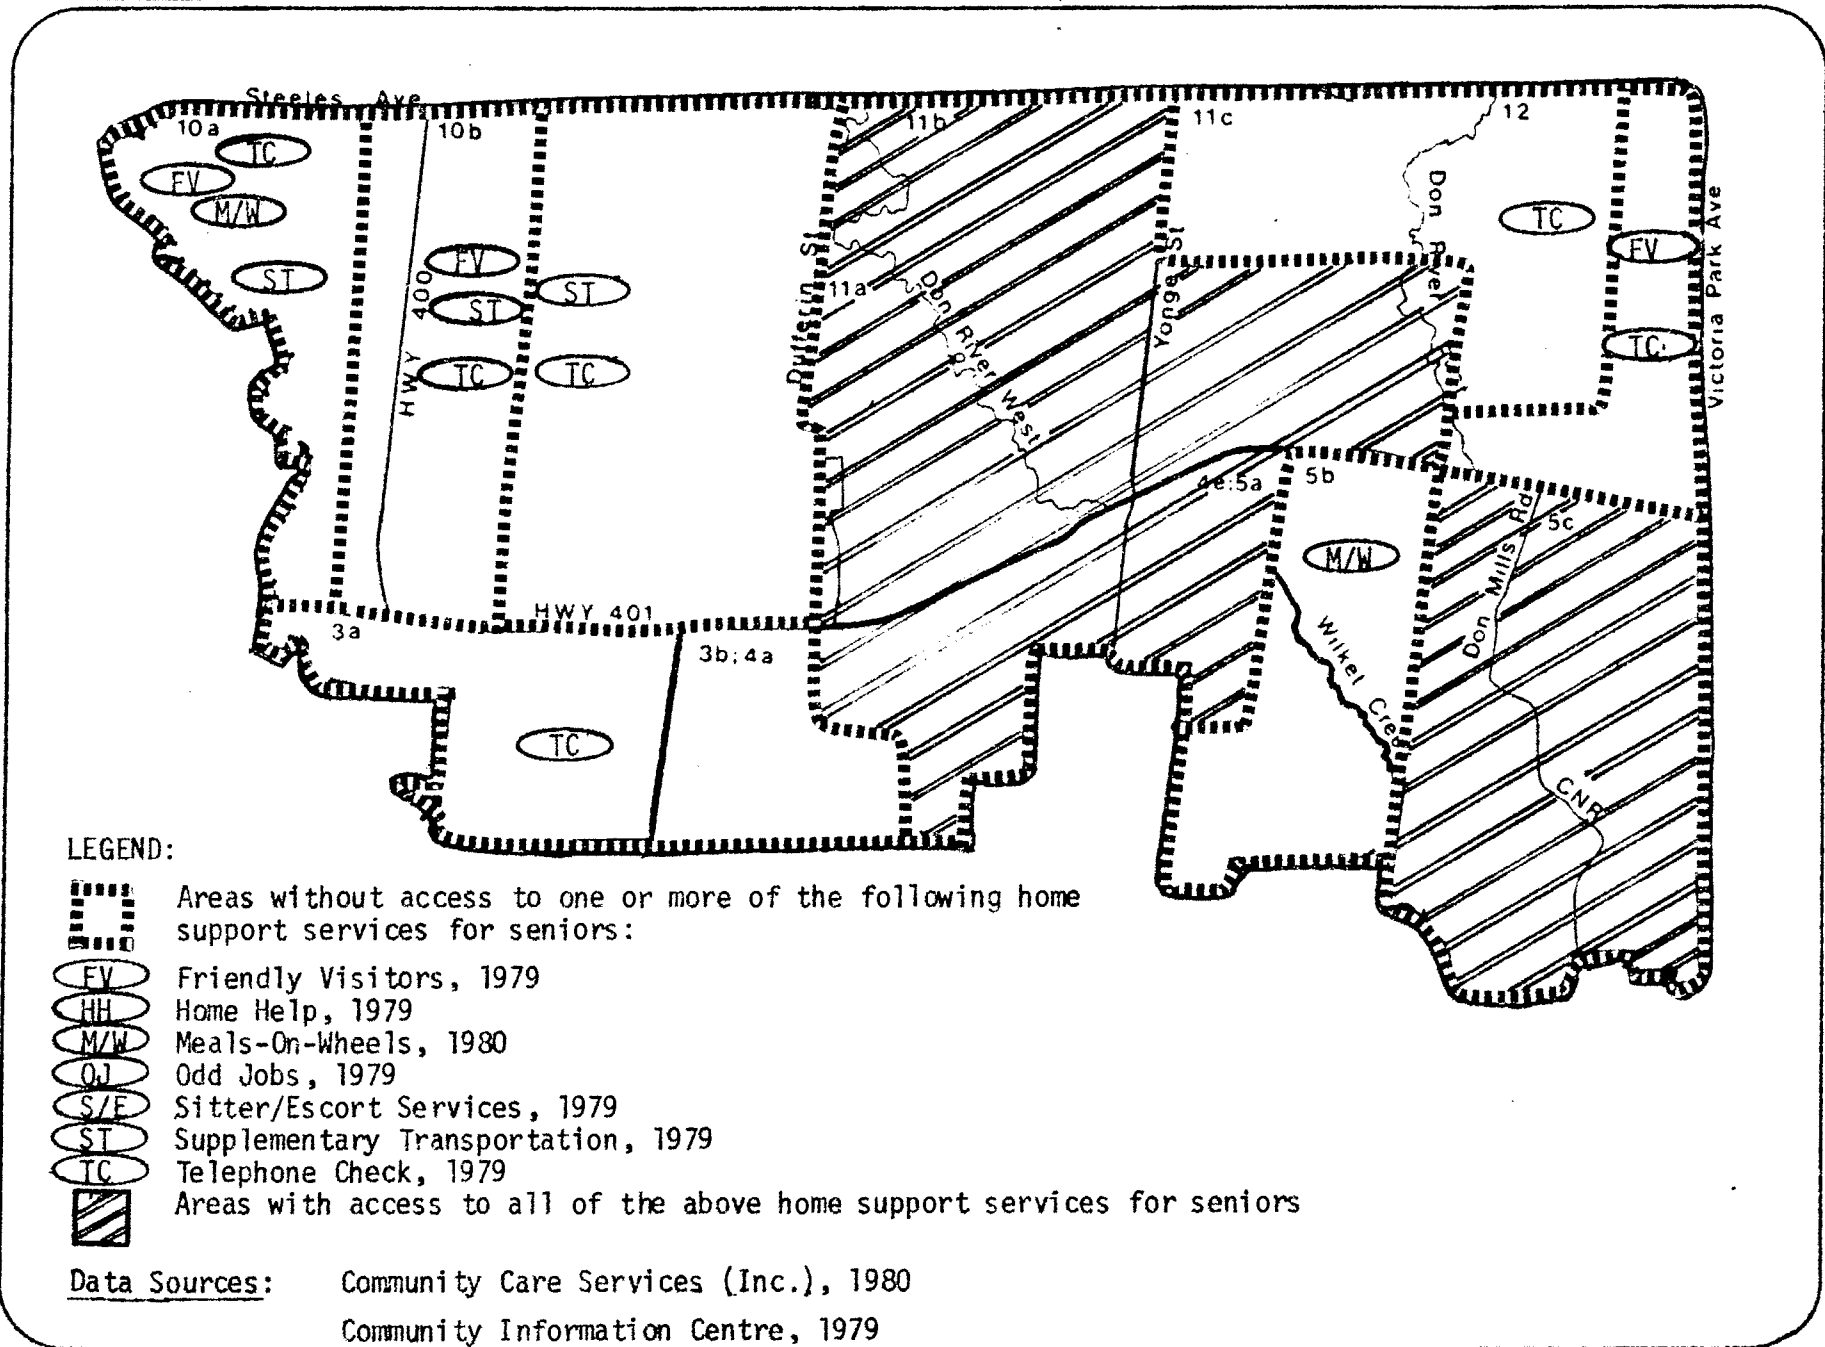 Steeles Ave
10a
10b
11b
11c
12
TC
FV
M/W
ST
HWY 400
FV
ST
TC
ST
TC
Dufferin St
11a
Don River West
Yonge St
Don River
TC
FV
TC
Victoria Park Ave
4e;5a
5b
5c
M/W
Don Mills Rd
Wilket Creek
CNR
HWY 401
3a
3b;4a
TC
LEGEND:
Areas without access to one or more of the following home
support services for seniors:
FV Friendly Visitors, 1979
HH Home Help, 1979
M/W Meals-On-Wheels, 1980
OJ Odd Jobs, 1979
S/E Sitter/Escort Services, 1979
ST Supplementary Transportation, 1979
TC Telephone Check, 1979
Areas with access to all of the above home support services for seniors
Data Sources: Community Care Services (Inc.), 1980
Community Information Centre, 1979